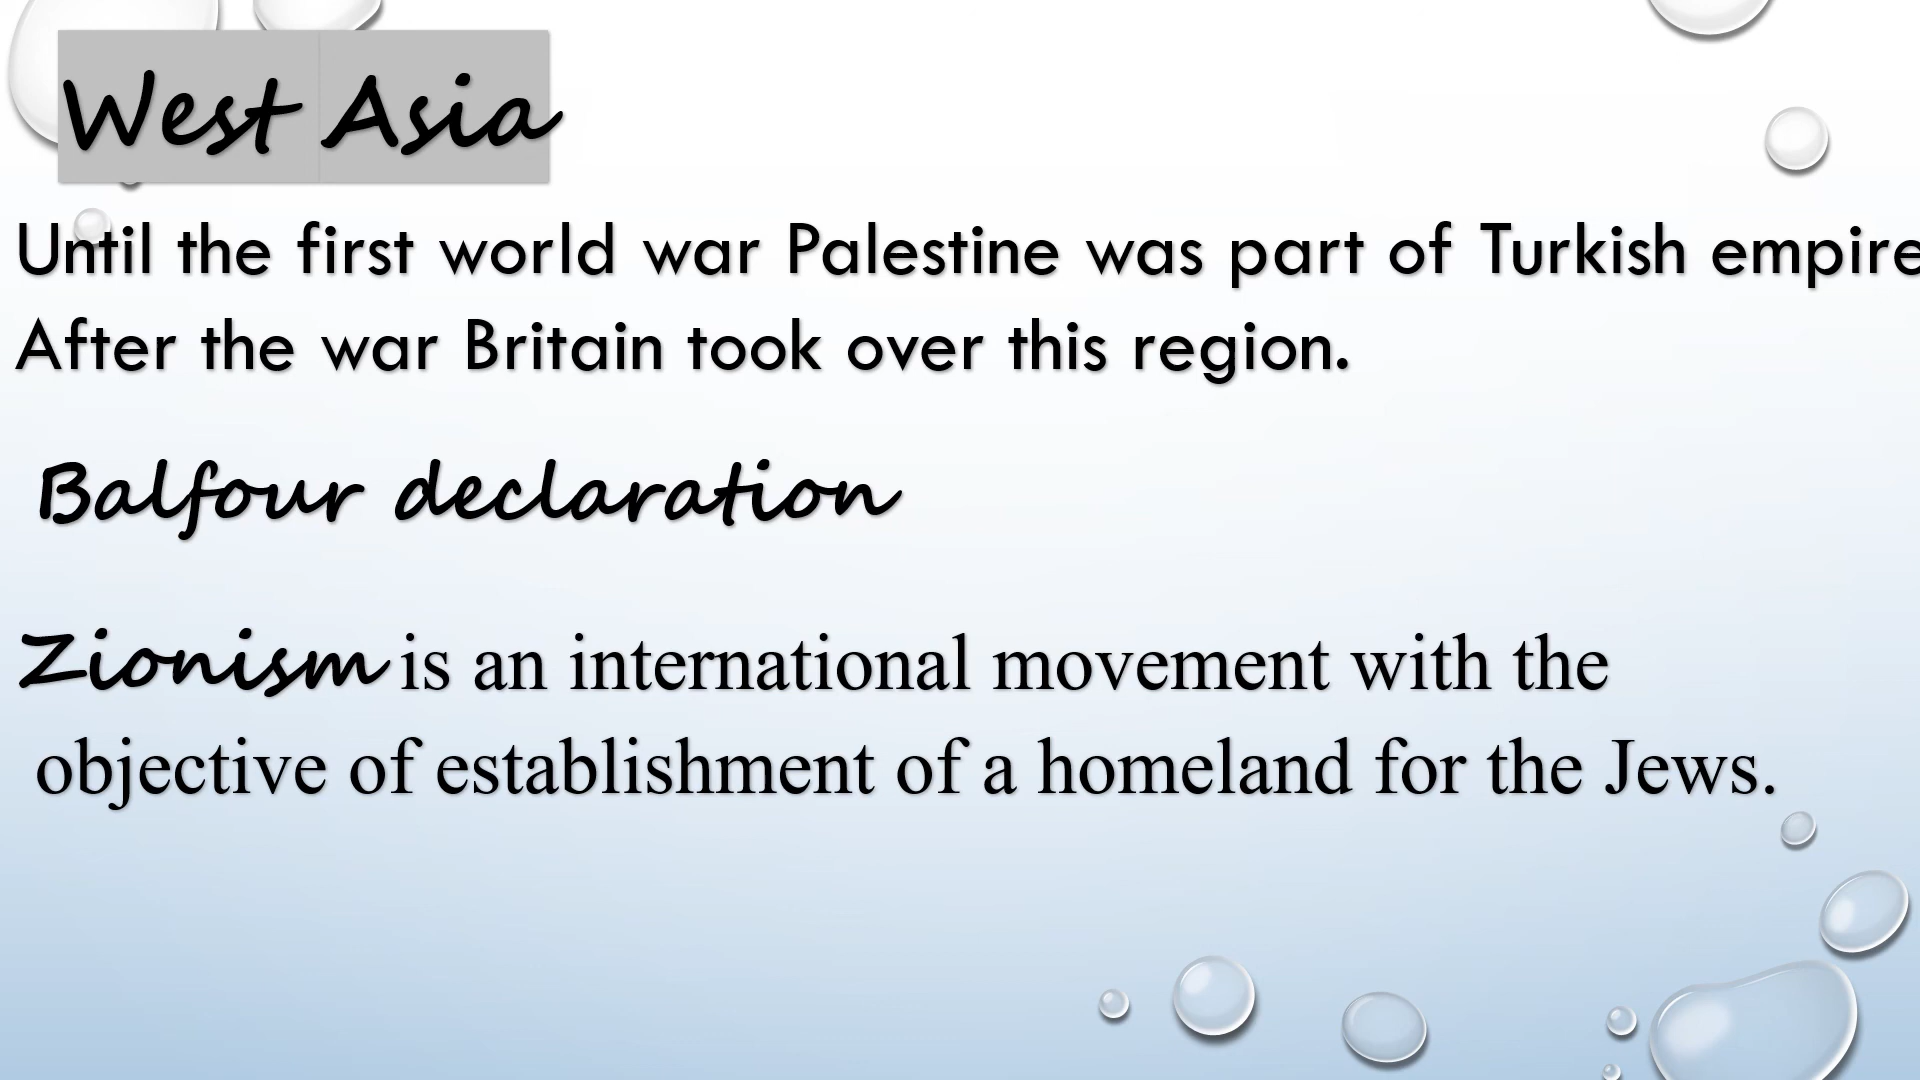 West Asia
Until the first world war Palestine was part of Turkish empire
After the war Britain took over this region.
Balfour declaration
Zionism is an international movement with the
objective of establishment of a homeland for the Jews.